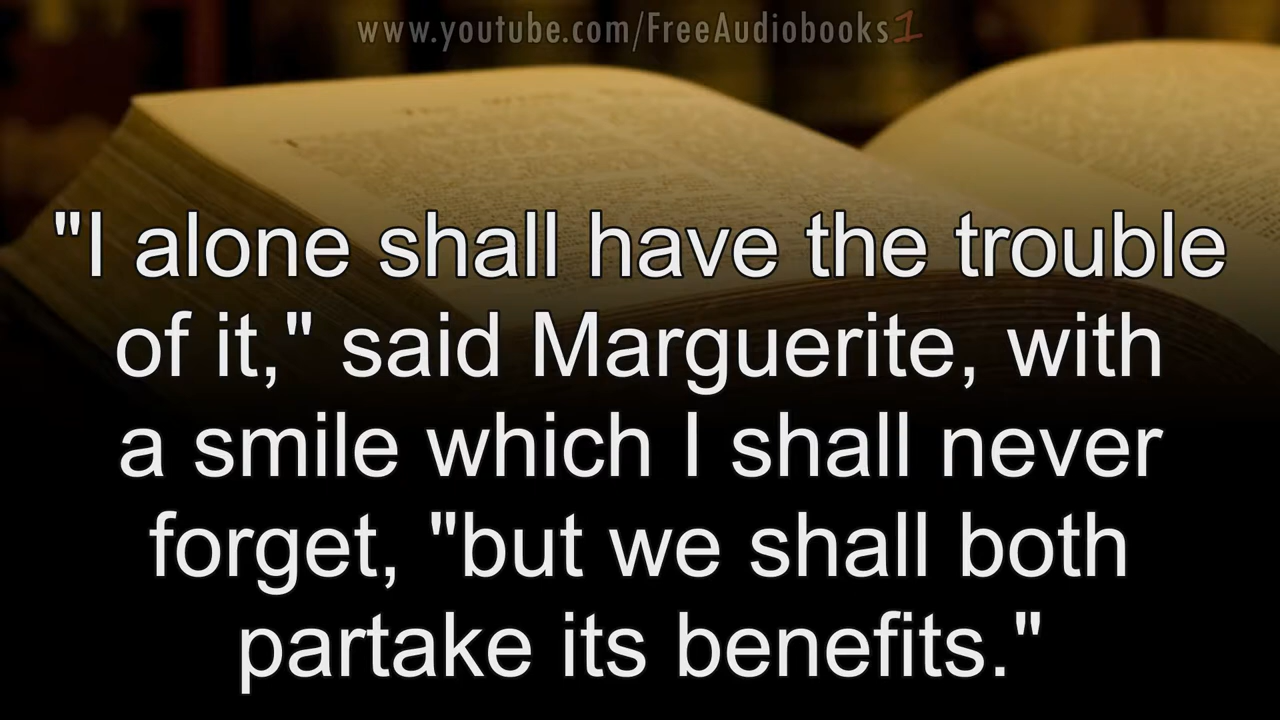 www.youtube.com/FreeAudiobooks1
"I alone shall have the trouble
of it," said Marguerite, with
a smile which I shall never
forget, "but we shall both
partake its benefits."